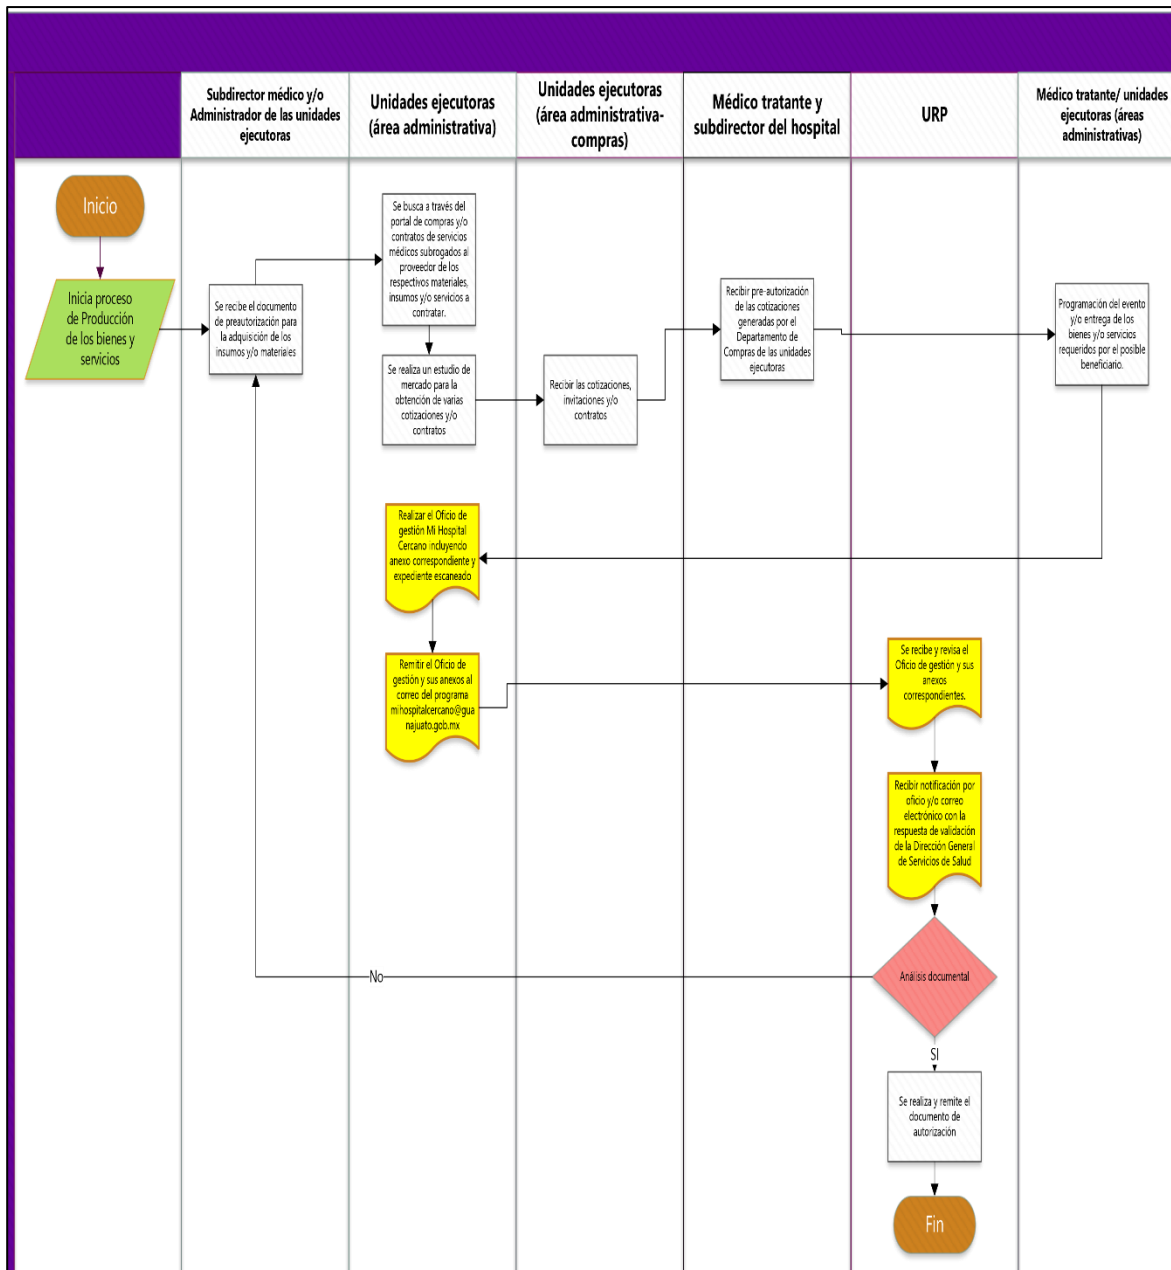 Subdirector médico y/o
Administrador de las unidades
ejecutoras
Unidades ejecutoras
(área administrativa)
Unidades ejecutoras
(área administrativa-
compras)
Médico tratante y
subdirector del hospital
URP
Médico tratante/ unidades
ejecutoras (áreas
administrativas)
Inicio
Inicia proceso
de Producción
de los bienes y
servicios
Se recibe el documento
de preautorización para
la adquisición de los
insumos y/o materiales
Se busca a través del
portal de compras y/o
contratos de servicios
médicos subrogados al
proveedor de los
respectivos materiales,
insumos y/o servicios a
contratar.
Se realiza un estudio de
mercado para la
obtención de varias
cotizaciones y/o
contratos
Recibir las cotizaciones,
invitaciones y/o
contratos
Recibir pre-autorización
de las cotizaciones
generadas por el
Departamento de
Compras de las unidades
ejecutoras
Programación del evento
y/o entrega de los
bienes y/o servicios
requeridos por el posible
beneficiario.
Realizar el Oficio de
gestión Mi Hospital
Cercano incluyendo
anexo correspondiente y
expediente escaneado
Remitir el Oficio de
gestión y sus anexos al
correo del programa
mihospitalcercano@gua
najuato.gob.mx
Se recibe y revisa el
Oficio de gestión y sus
anexos
correspondientes.
Recibir notificación por
oficio y/o correo
electrónico con la
respuesta de validación
de la Dirección General
de Servicios de Salud
Análisis documental
No
SI
Se realiza y remite el
documento de
autorización
Fin